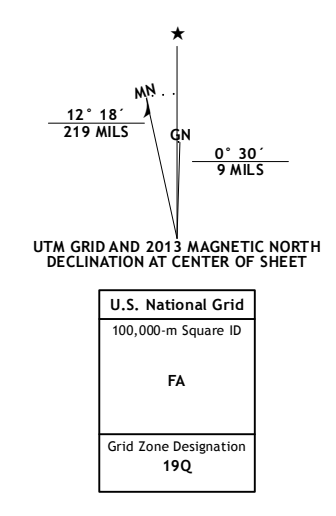 ★
MN
12° 18´
219 MILS
GN
0° 30´
9 MILS
UTM GRID AND 2013 MAGNETIC NORTH
DECLINATION AT CENTER OF SHEET
U.S. National Grid
100,000-m Square ID
FA
Grid Zone Designation
19Q